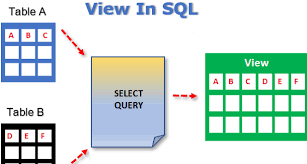 View In SQL
Table A
A B C
SELECT
QUERY
View
A B C D E F
Table B
D E F